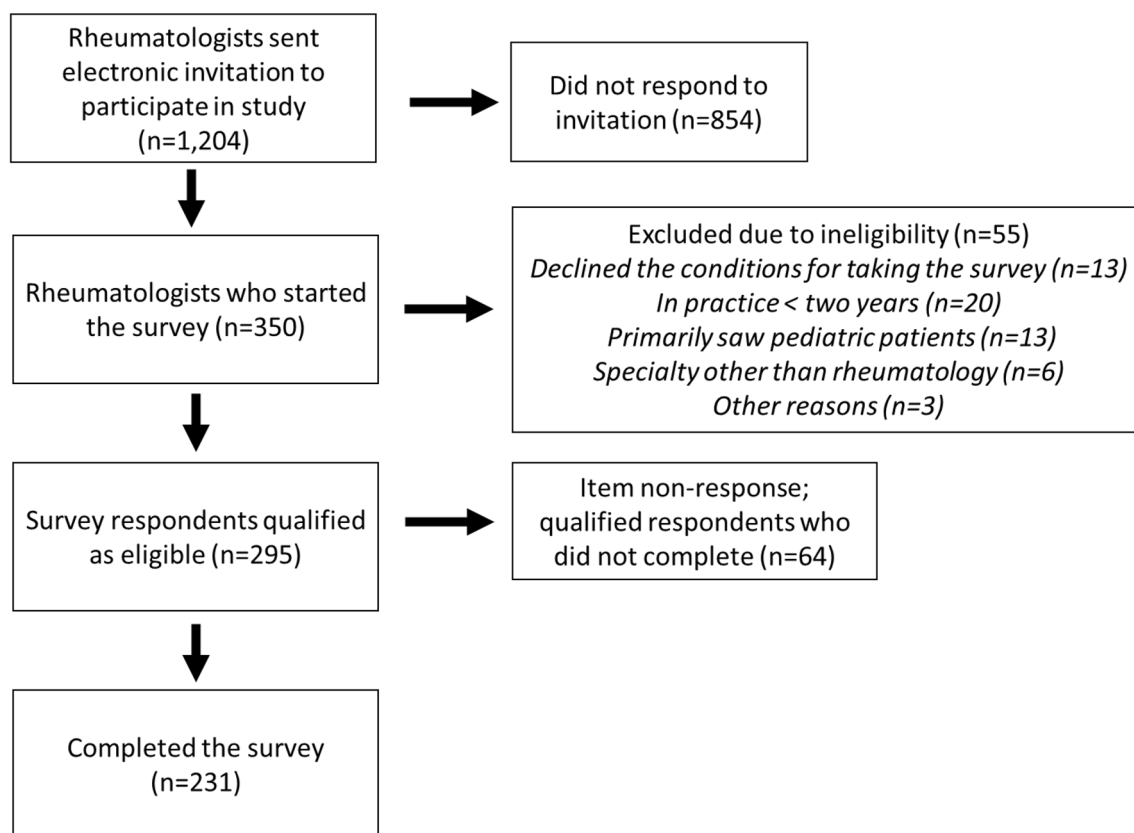 Rheumatologists sent
electronic invitation to
participate in study
(n=1,204)
Did not respond to
invitation (n=854)
Rheumatologists who started
the survey (n=350)
Excluded due to ineligibility (n=55)
Declined the conditions for taking the survey (n=13)
In practice < two years (n=20)
Primarily saw pediatric patients (n=13)
Specialty other than rheumatology (n=6)
Other reasons (n=3)
Survey respondents qualified
as eligible (n=295)
Item non-response;
qualified respondents who
did not complete (n=64)
Completed the survey
(n=231)